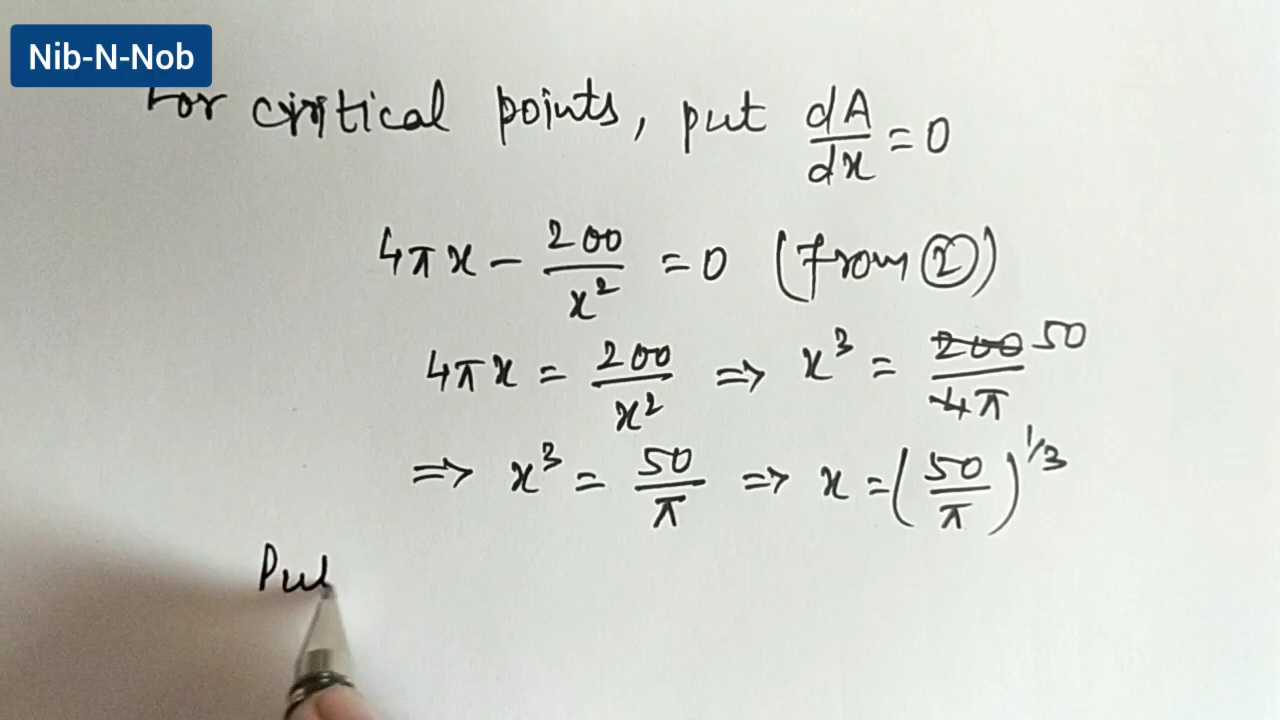 Nib-N-Nob
For critical points, put dA/dx = 0
4πx - 200/x² = 0 (from ②)
4πx = 200/x² ⇒ x³ = 200/4π 50
⇒ x³ = 50/π ⇒ x = (50/π)^1/3
Put